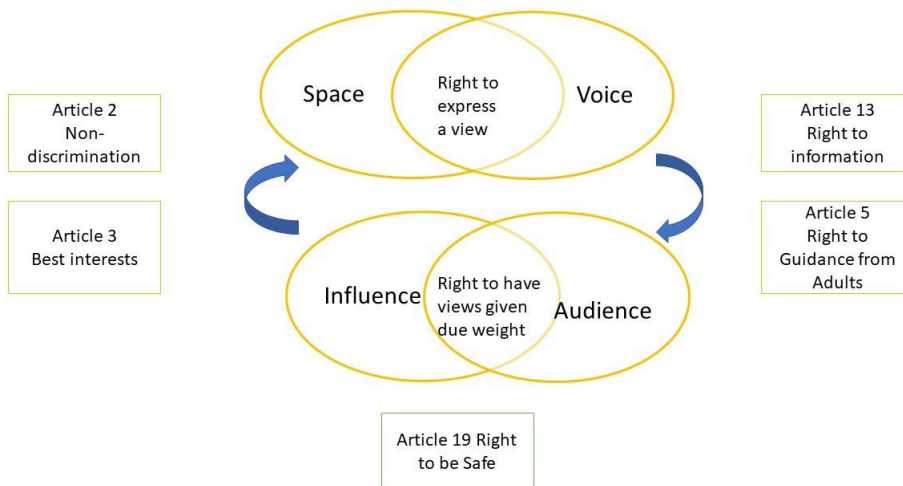 Space
Right to
express
a view
Voice
Article 2
Non-
discrimination
Article 13
Right to
information
Article 3
Best interests
Article 5
Right to
Guidance from
Adults
Influence
Right to have
views given
due weight
Audience
Article 19 Right
to be Safe